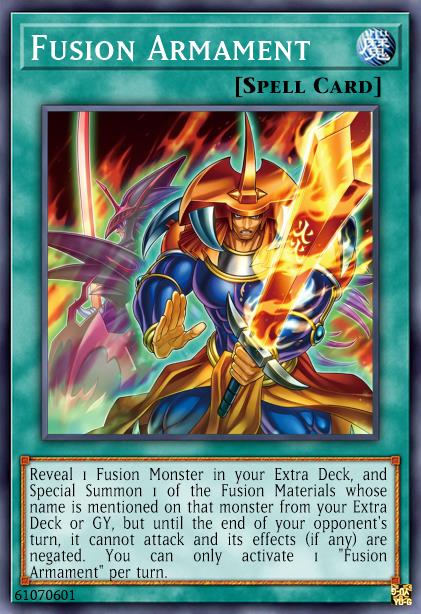 Fusion Armament
[Spell Card]
Reveal 1 Fusion Monster in your Extra Deck, and
Special Summon 1 of the Fusion Materials whose
name is mentioned on that monster from your Extra
Deck or GY, but until the end of your opponent's
turn, it cannot attack and its effects (if any) are
negated. You can only activate 1 "Fusion
Armament" per turn.
61070601